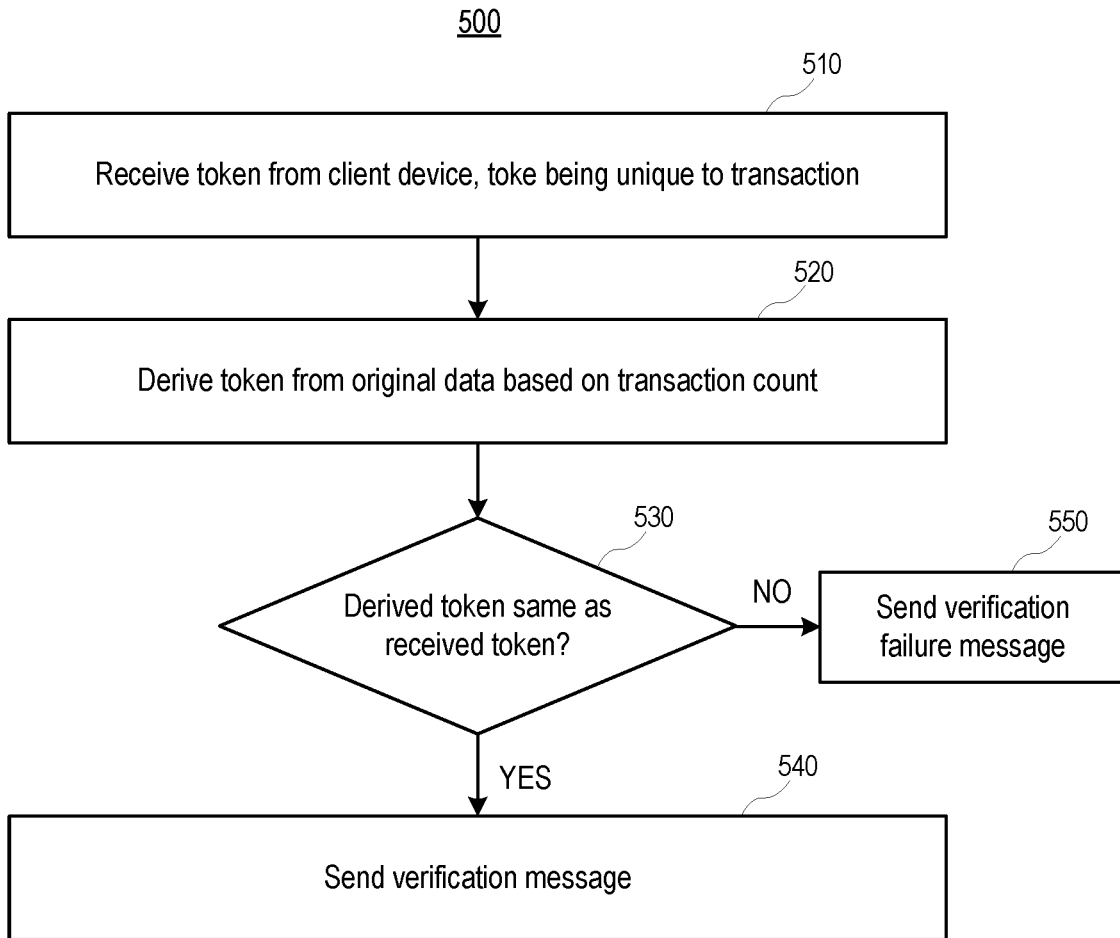 500
510
Receive token from client device, toke being unique to transaction
520
Derive token from original data based on transaction count
530
Derived token same as
received token?
NO
550
Send verification
failure message
YES
540
Send verification message